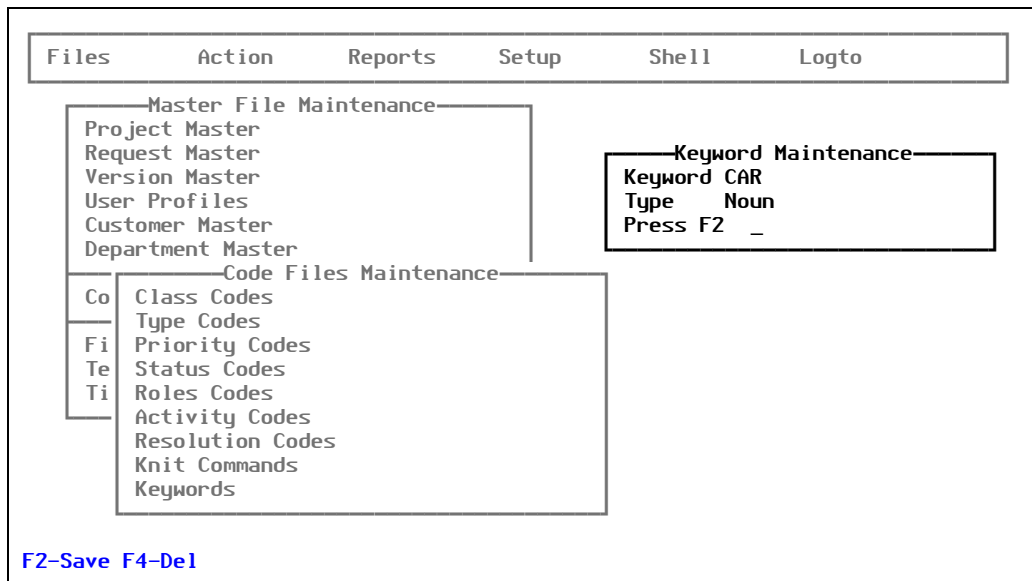 Files Action Reports Setup Shell Logto
Master File Maintenance
Project Master
Request Master
Version Master
User Profiles
Customer Master
Department Master
Keyword Maintenance
Keyword CAR
Type Noun
Press F2 _
Co
Fi
Te
Ti
Code Files Maintenance
Class Codes
Type Codes
Priority Codes
Status Codes
Roles Codes
Activity Codes
Resolution Codes
Knit Commands
Keywords
F2-Save F4-Del